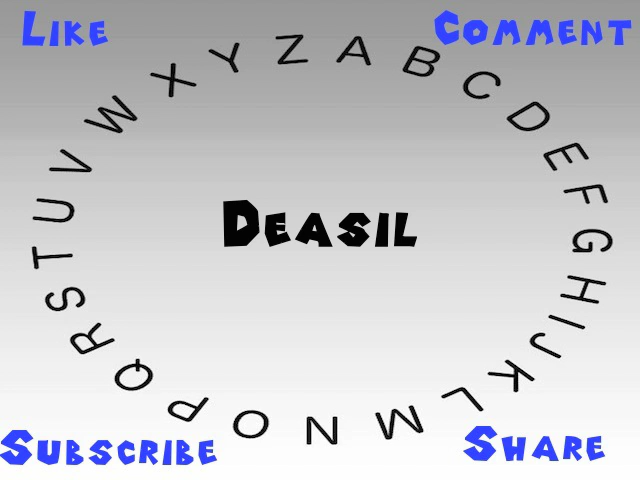 Like
Comment
A B C D E F G H I J K L M N O P Q R S T U V W X Y Z
Deasil
Subscribe
Share